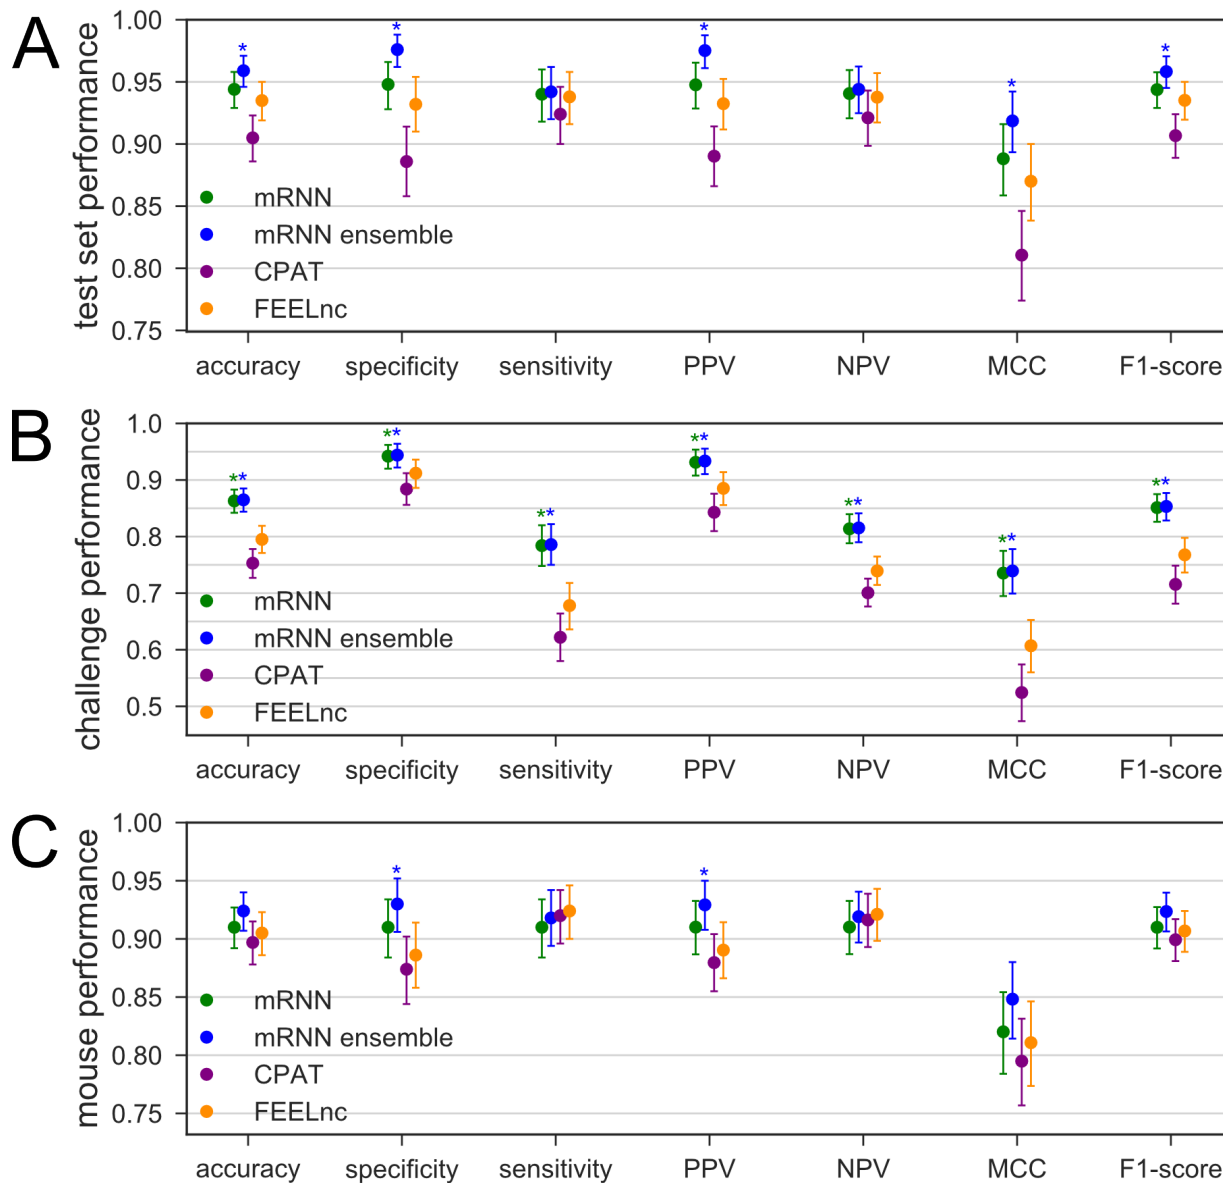 A
test set performance
1.00
0.95
0.90
0.85
0.80
0.75
* * * * *
mRNN
mRNN ensemble
CPAT
FEELnc
accuracy specificity sensitivity PPV NPV MCC F1-score
B
challenge performance
1.0
0.9
0.8
0.7
0.6
0.5
** ** ** ** ** ** **
mRNN
mRNN ensemble
CPAT
FEELnc
accuracy specificity sensitivity PPV NPV MCC F1-score
C
mouse performance
1.00
0.95
0.90
0.85
0.80
0.75
* *
mRNN
mRNN ensemble
CPAT
FEELnc
accuracy specificity sensitivity PPV NPV MCC F1-score